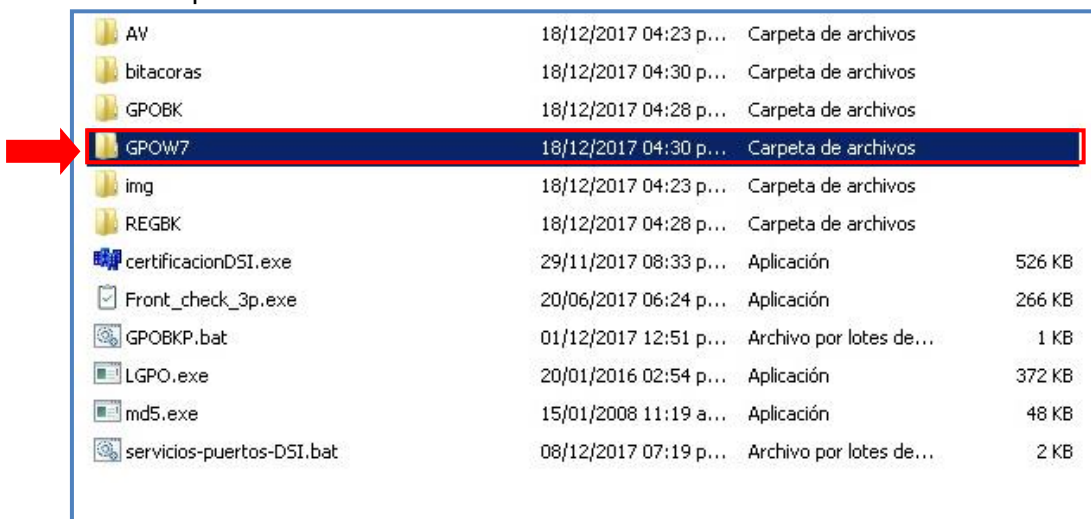 AV 18/12/2017 04:23 p... Carpeta de archivos
bitacoras 18/12/2017 04:30 p... Carpeta de archivos
GPOBK 18/12/2017 04:28 p... Carpeta de archivos
GPOW7 18/12/2017 04:30 p... Carpeta de archivos
img 18/12/2017 04:23 p... Carpeta de archivos
REGBK 18/12/2017 04:28 p... Carpeta de archivos
certificacionDSI.exe 29/11/2017 08:33 p... Aplicación 526 KB
Front_check_3p.exe 20/06/2017 06:24 p... Aplicación 266 KB
GPOBKP.bat 01/12/2017 12:51 p... Archivo por lotes de... 1 KB
LGPO.exe 20/01/2016 02:54 p... Aplicación 372 KB
md5.exe 15/01/2008 11:19 a... Aplicación 48 KB
servicios-puertos-DSI.bat 08/12/2017 07:19 p... Archivo por lotes de... 2 KB